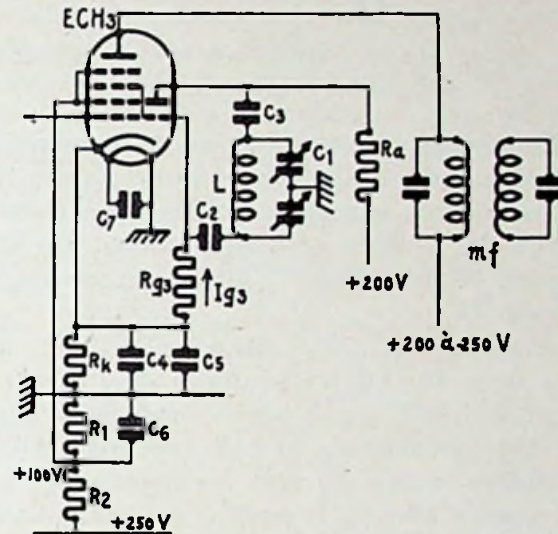 ECH3
C3
C1
L
Ra
C7
C2
mf
Rg3
Ig3
+200V
+200 à 250 V
Rk
C4
C5
R1
C6
+100V
R2
+250V